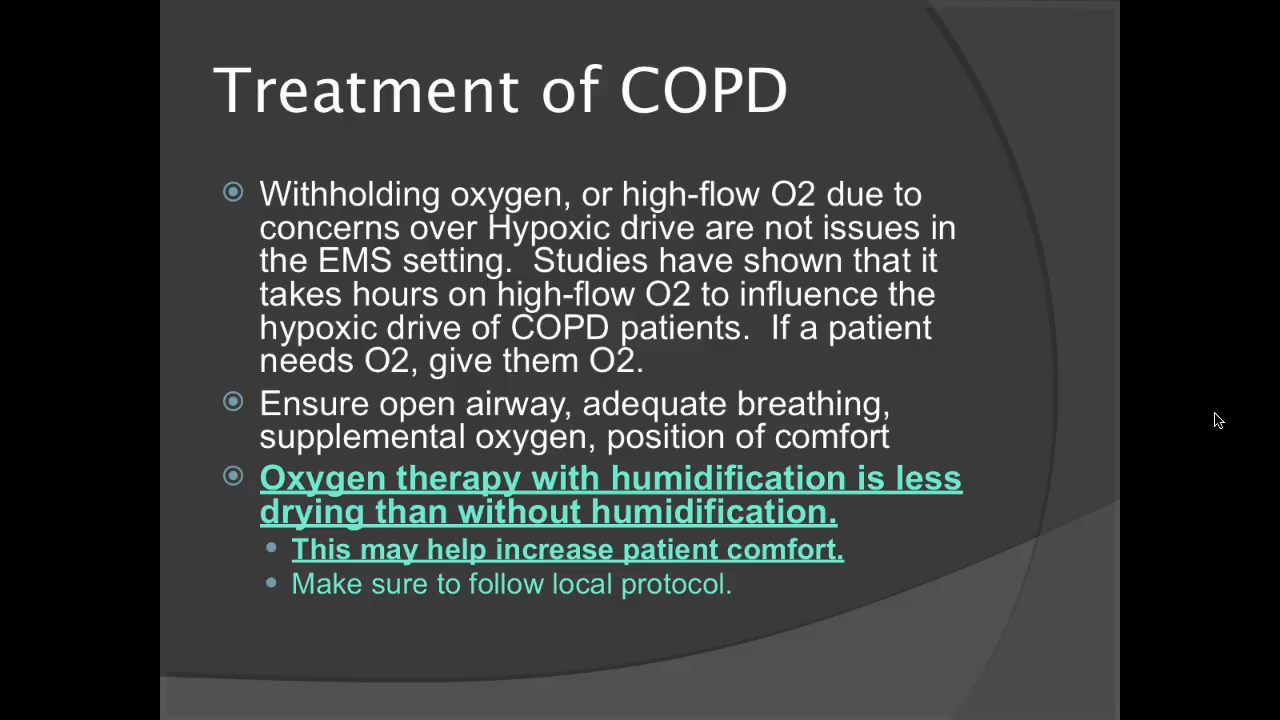 Treatment of COPD
Withholding oxygen, or high-flow O2 due to
concerns over Hypoxic drive are not issues in
the EMS setting.  Studies have shown that it
takes hours on high-flow O2 to influence the
hypoxic drive of COPD patients.  If a patient
needs O2, give them O2.
Ensure open airway, adequate breathing,
supplemental oxygen, position of comfort
Oxygen therapy with humidification is less
drying than without humidification.
This may help increase patient comfort.
Make sure to follow local protocol.